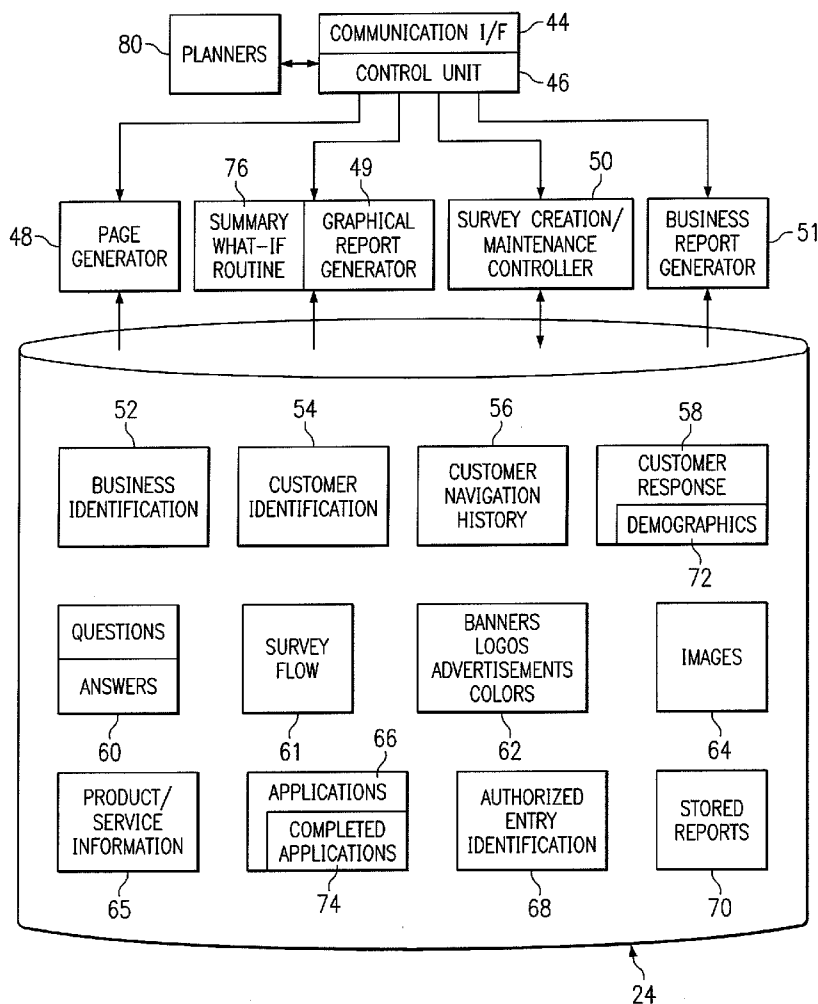 80
PLANNERS
COMMUNICATION I/F
44
CONTROL UNIT
46
76
49
50
48
PAGE
GENERATOR
SUMMARY
WHAT-IF
ROUTINE
GRAPHICAL
REPORT
GENERATOR
SURVEY CREATION/
MAINTENANCE
CONTROLLER
BUSINESS
REPORT
GENERATOR
51
52
54
56
58
BUSINESS
IDENTIFICATION
CUSTOMER
IDENTIFICATION
CUSTOMER
NAVIGATION
HISTORY
CUSTOMER
RESPONSE
DEMOGRAPHICS
72
QUESTIONS
ANSWERS
SURVEY
FLOW
BANNERS
LOGOS
ADVERTISEMENTS
COLORS
IMAGES
60
61
66
62
64
PRODUCT/
SERVICE
INFORMATION
APPLICATIONS
COMPLETED
APPLICATIONS
AUTHORIZED
ENTRY
IDENTIFICATION
STORED
REPORTS
65
74
68
70
24